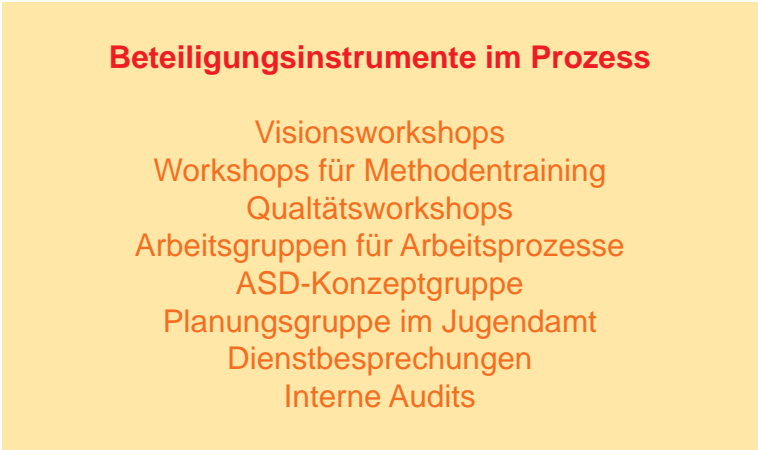 Beteiligungsinstrumente im Prozess
Visionsworkshops
Workshops für Methodentraining
Qualtätsworkshops
Arbeitsgruppen für Arbeitsprozesse
ASD-Konzeptgruppe
Planungsgruppe im Jugendamt
Dienstbesprechungen
Interne Audits